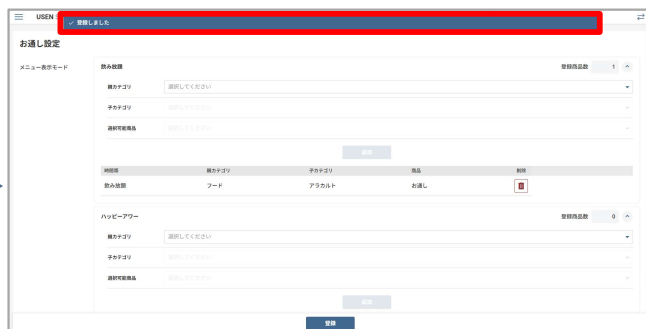 USEN
✓ 登録しました
お通し設定
メニュー表示モード
飲み放題
登録商品数 1
親カテゴリ 選択してください
子カテゴリ 選択してください
選択可能商品 選択してください
追加
時間帯 親カテゴリ 子カテゴリ 商品 削除
飲み放題 フード アラカルト お通し
ハッピーアワー
登録商品数 0
親カテゴリ 選択してください
子カテゴリ 選択してください
選択可能商品 選択してください
追加
登録